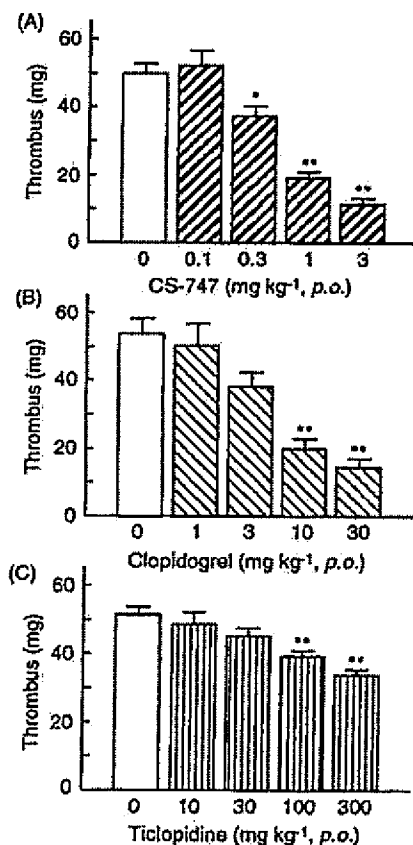 (A)
Thrombus (mg)
60
40
20
0
*
**
**
0 0.1 0.3 1 3
CS-747 (mg kg⁻¹, p.o.)
(B)
Thrombus (mg)
60
40
20
0
**
**
0 1 3 10 30
Clopidogrel (mg kg⁻¹, p.o.)
(C)
Thrombus (mg)
60
40
20
0
**
**
0 10 30 100 300
Ticlopidine (mg kg⁻¹, p.o.)